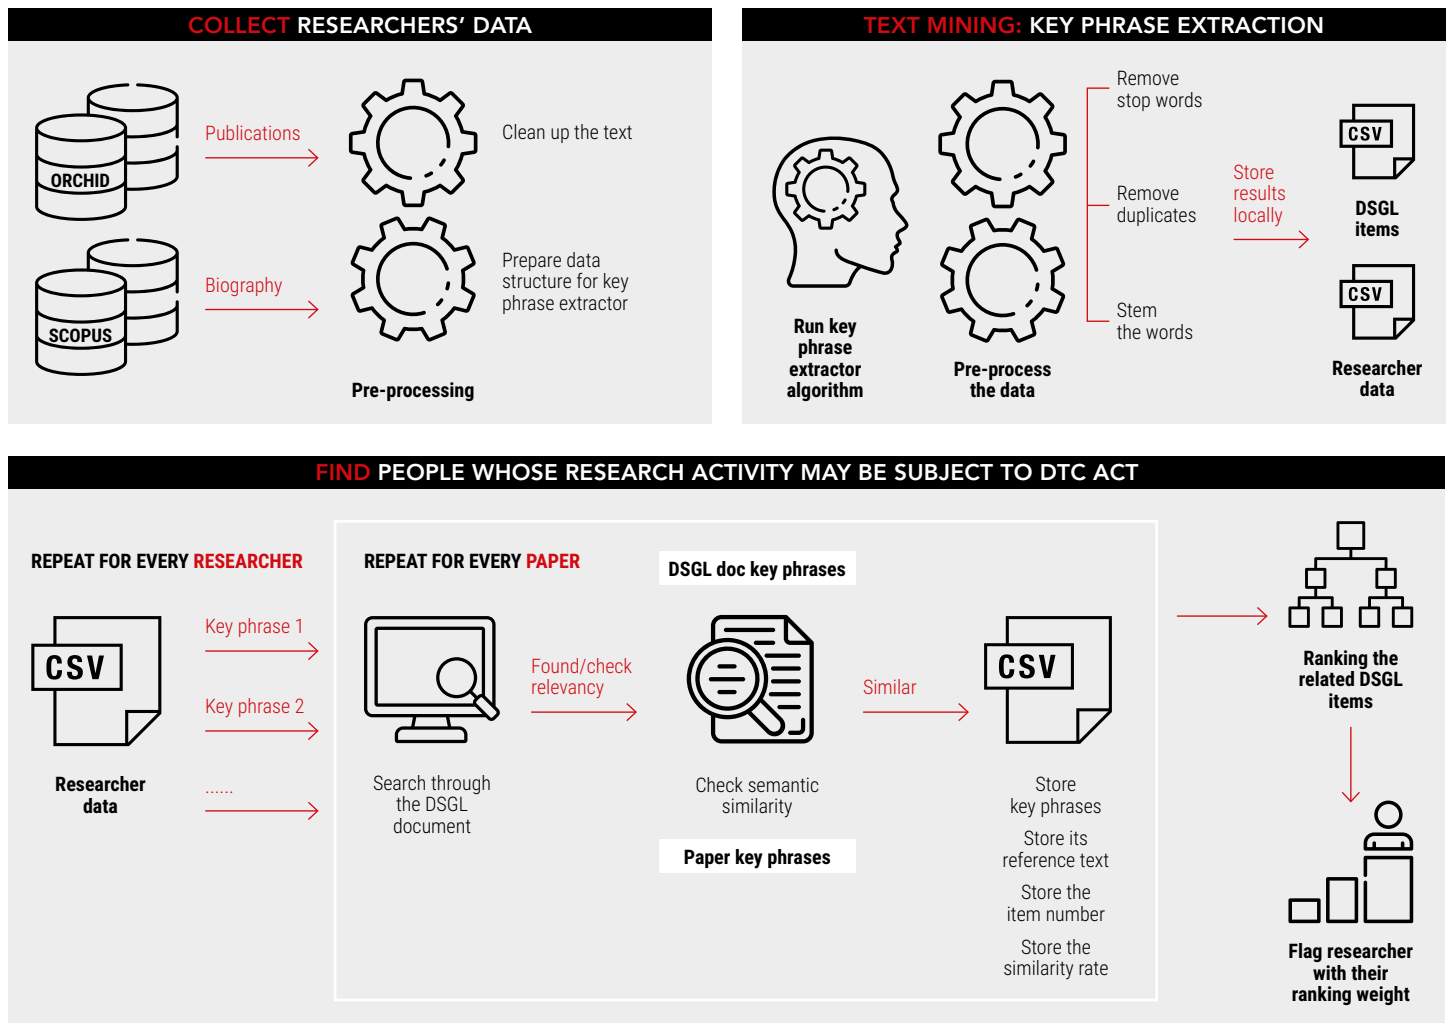 COLLECT RESEARCHERS' DATA
ORCHID
Publications
Clean up the text
SCOPUS
Biography
Prepare data
structure for key
phrase extractor
Pre-processing
TEXT MINING: KEY PHRASE EXTRACTION
Run key
phrase
extractor
algorithm
Pre-process
the data
Remove
stop words
Remove
duplicates
Stem
the words
Store
results
locally
CSV
DSGL
items
CSV
Researcher
data
FIND PEOPLE WHOSE RESEARCH ACTIVITY MAY BE SUBJECT TO DTC ACT
REPEAT FOR EVERY RESEARCHER
CSV
Researcher
data
Key phrase 1
Key phrase 2
......
REPEAT FOR EVERY PAPER
Search through
the DSGL
document
Found/check
relevancy
DSGL doc key phrases
Check semantic
similarity
Paper key phrases
Similar
CSV
Store
key phrases
Store its
reference text
Store the
item number
Store the
similarity rate
Ranking the
related DSGL
items
Flag researcher
with their
ranking weight